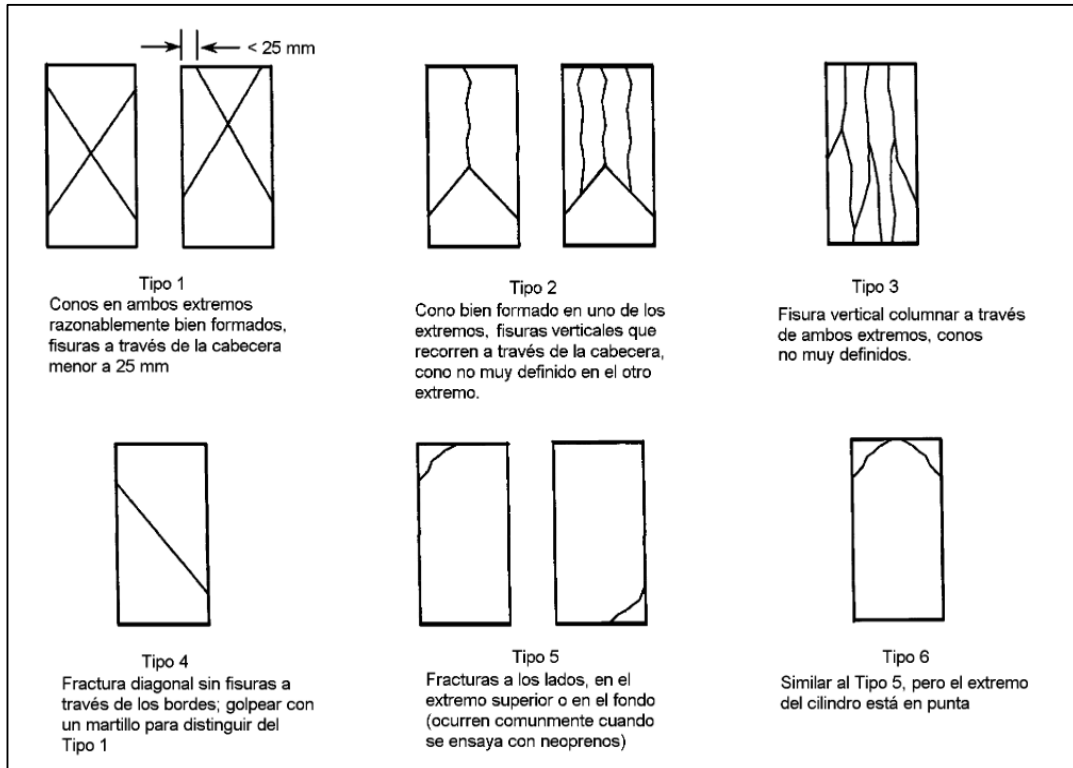 < 25 mm
Tipo 1
Conos en ambos extremos
razonablemente bien formados,
fisuras a través de la cabecera
menor a 25 mm
Tipo 2
Cono bien formado en uno de los
extremos, fisuras verticales que
recorren a través de la cabecera,
cono no muy definido en el otro
extremo.
Tipo 3
Fisura vertical columnar a través
de ambos extremos, conos
no muy definidos.
Tipo 4
Fractura diagonal sin fisuras a
través de los bordes; golpear con
un martillo para distinguir del
Tipo 1
Tipo 5
Fracturas a los lados, en el
extremo superior o en el fondo
(ocurren comunmente cuando
se ensaya con neoprenos)
Tipo 6
Similar al Tipo 5, pero el extremo
del cilindro está en punta